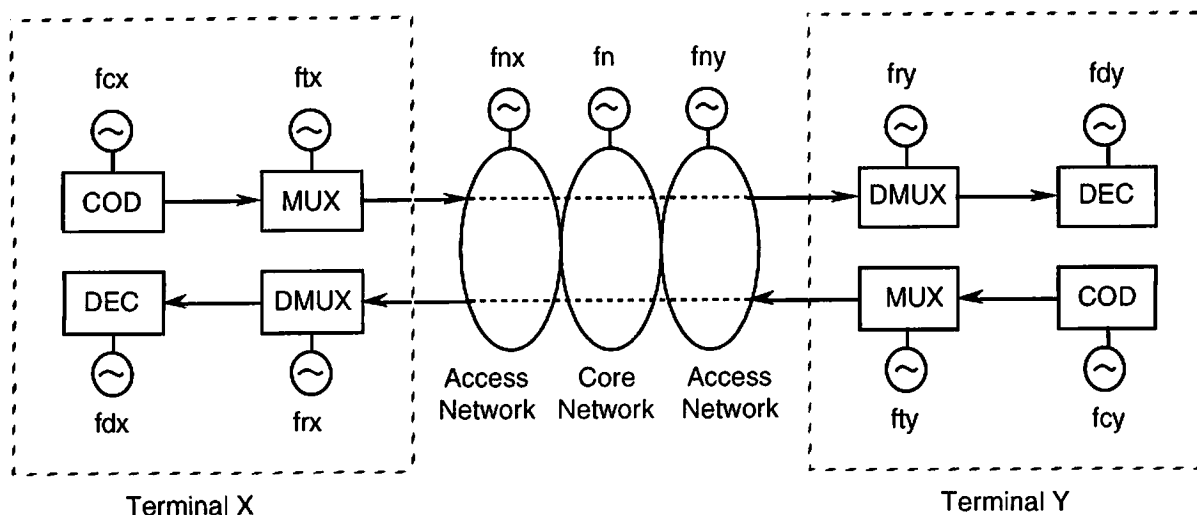 fcx ftx fnx fn fny fry fdy
COD MUX DMUX DEC
DEC DMUX MUX COD
fdx frx Access Network Core Network Access Network fty fcy
Terminal X Terminal Y